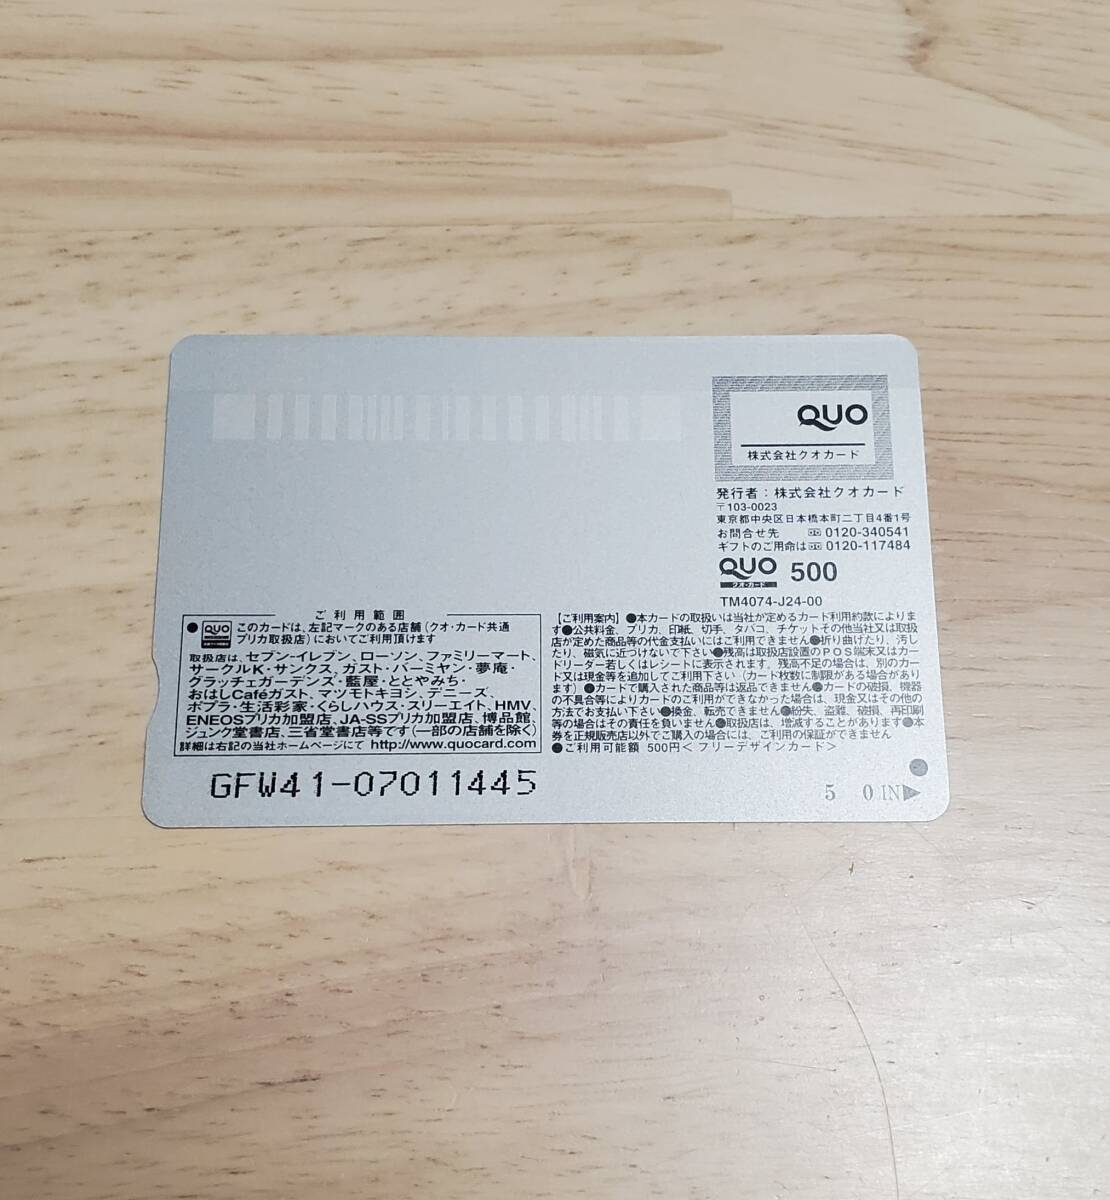 QUO
株式会社クオカード
発行者：株式会社クオカード
〒103-0023
東京都中央区日本橋本町二丁目4番1号
お問合せ先 0120-340541
ギフトのご用命は 0120-117484
QUO 500
クオ・カード
TM4074-J24-00
ご利用範囲
●QUO このカードは、左記マークのある店舗(クオ・カード共通
プリカ取扱店)においてご利用頂けます
取扱店は、セブン-イレブン、ローソン、ファミリーマート、
サークルK・サンクス、ガスト・バーミヤン・夢庵・
グラッチェガーデンズ・藍屋・ととやみち・
おはしCaféガスト、マツモトキヨシ、デニーズ、
ポプラ・生活彩家・くらしハウス・スリーエイト、HMV、
ENEOSプリカ加盟店、JA-SSプリカ加盟店、博品館、
ジュンク堂書店、三省堂書店等です(一部の店舗を除く)
詳細は右記の当社ホームページにて http://www.quocard.com
【ご利用案内】●本カードの取扱いは当社が定めるカード利用約款によりま
す●公共料金、プリカ、印紙、切手、タバコ、チケットその他当社又は取扱
店が定めた商品等の代金支払いにはご利用できません●折り曲げたり、汚し
たり、磁気に近づけないで下さい●残高は取扱店設置のPOS端末又はカー
ドリーダー若しくはレシートに表示されます。残高不足の場合は、別のカー
ド又は現金等を追加してご利用下さい(カード枚数に制限がある場合があり
ます)●カードで購入された商品等は返品できません●カードの破損、機器
の不具合等によりカードのご利用ができなかった場合は、現金又はその他の
方法でお支払い下さい●換金、転売できません●紛失、盗難、破損、再印刷
等の場合はその責任を負いません●取扱店は、増減することがあります●本
券を正規販売店以外でご購入の場合には、ご利用の保証ができません
●ご利用可能額 500円＜フリーデザインカード＞
GFW41-07011445
5 0 IN▶